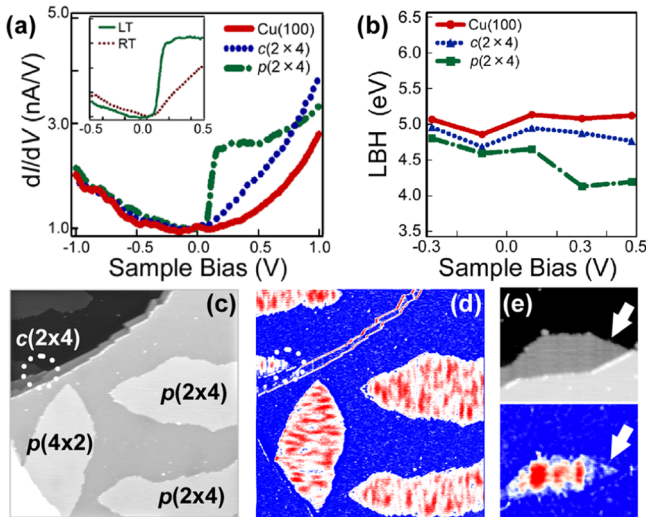 (a)
5.0
3.0
1.0
dI/dV (nA/V)
LT
RT
-0.5
0.0
0.5
Cu(100)
c(2×4)
p(2×4)
-1.0
-0.5
0.0
0.5
1.0
Sample Bias (V)
(b)
6.5
6.0
5.5
5.0
4.5
4.0
3.5
LBH (eV)
Cu(100)
c(2×4)
p(2×4)
-0.3
0.0
0.3
0.5
Sample Bias (V)
(c)
c(2x4)
p(2x4)
p(4x2)
p(2x4)
(d)
(e)